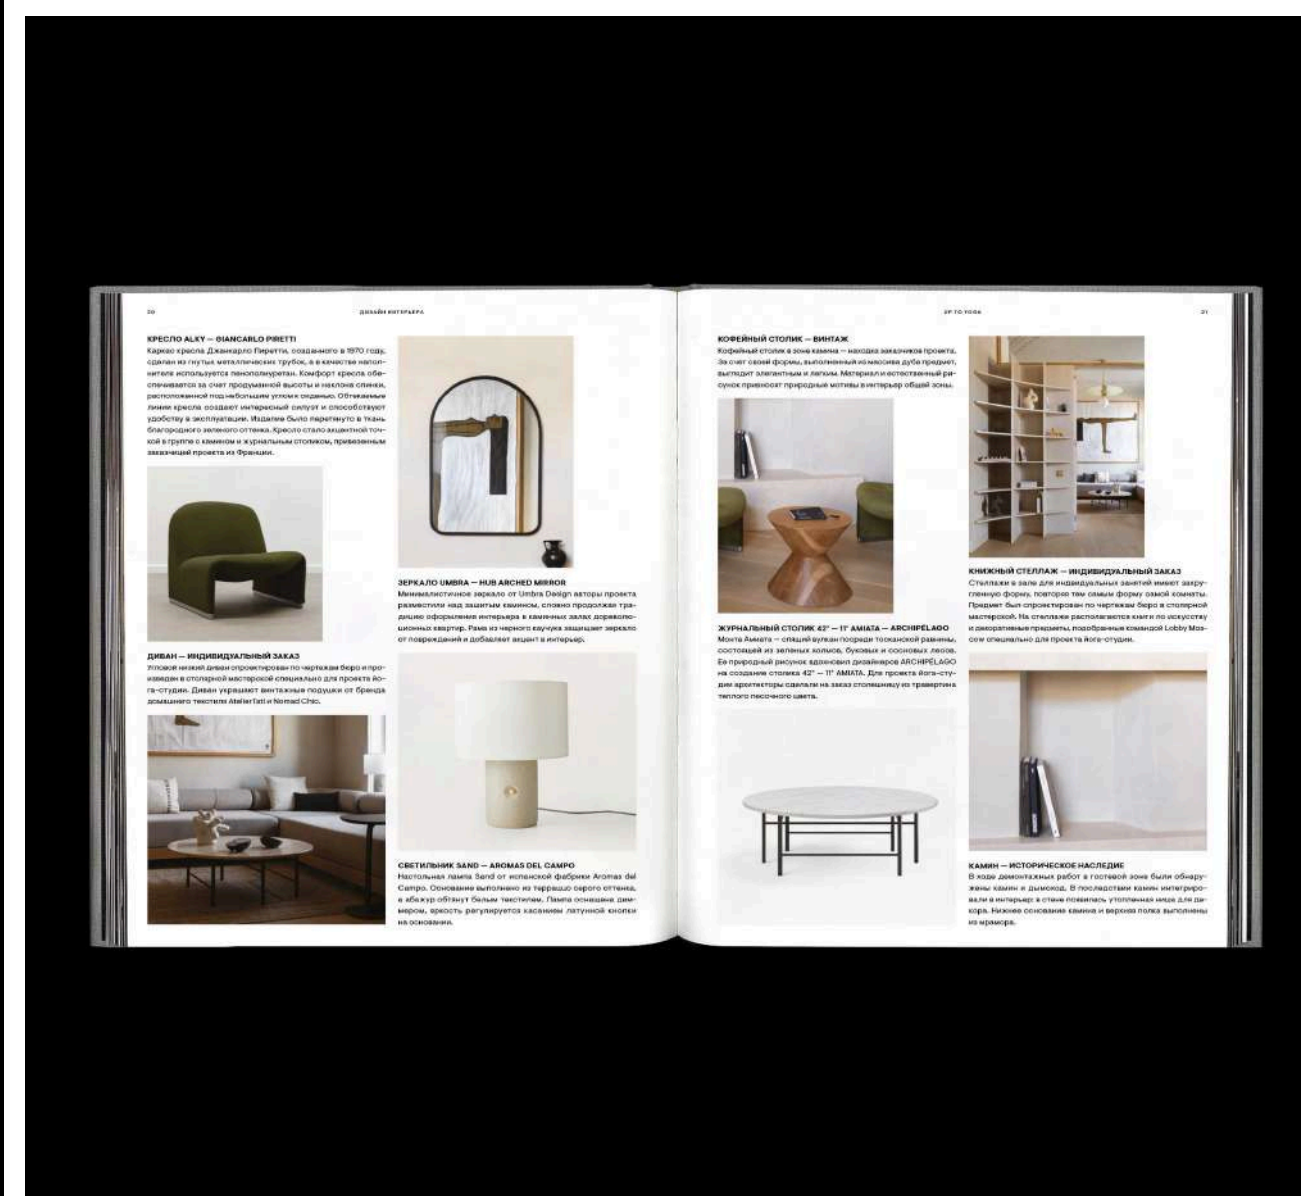 20
ДИЗАЙН ИНТЕРЬЕРА
КРЕСЛО ALKY — GIANCARLO PIRETTI
Каркас кресла Джанкарло Пиретти, созданного в 1970 году,
сделан из гнутых металлических трубок, а в качестве напол-
нителя используется пенополиуретан. Комфорт кресла обе-
спечивается за счет продуманной высоты и наклона спинки,
расположенной под небольшим углом к сиденью. Обтекаемые
линии кресла создают интересный силуэт и способствуют
удобству в эксплуатации. Изделие было перетянуто в ткань
благородного зеленого оттенка. Кресло стало акцентной точ-
кой в группе с камином и журнальным столиком, привезенным
заказчицей проекта из Франции.
ДИВАН — ИНДИВИДУАЛЬНЫЙ ЗАКАЗ
Угловой низкий диван спроектирован по чертежам бюро и про-
изведен в столярной мастерской специально для проекта йо-
га-студии. Диван украшают винтажные подушки от бренда
домашнего текстиля AtelierTati и Nomad Chic.
ЗЕРКАЛО UMBRA — HUB ARCHED MIRROR
Минималистичное зеркало от Umbra Design авторы проекта
разместили над зашитым камином, словно продолжая тра-
дицию оформления интерьера в каминных залах дореволю-
ционных квартир. Рама из черного каучука защищает зеркало
от повреждений и добавляет акцент в интерьер.
СВЕТИЛЬНИК SAND — AROMAS DEL CAMPO
Настольная лампа Sand от испанской фабрики Aromas del
Campo. Основание выполнено из терраццо серого оттенка,
а абажур обтянут белым текстилем. Лампа оснащена дим-
мером, яркость регулируется касанием латунной кнопки
на основании.
UP TO YOGA
21
КОФЕЙНЫЙ СТОЛИК — ВИНТАЖ
Кофейный столик в зоне камина — находка заказчиков проекта.
За счет своей формы, выполненный из массива дуба предмет,
выглядит элегантным и легким. Материал и естественный ри-
сунок привносят природные мотивы в интерьер общей зоны.
ЖУРНАЛЬНЫЙ СТОЛИК 42° — 11° AMIATA — ARCHIPÉLAGO
Монта Амиата — спящий вулкан посреди тосканской равнины,
состоящей из зеленых холмов, буковых и сосновых лесов.
Ее природный рисунок вдохновил дизайнеров ARCHIPÉLAGO
на создание столика 42° — 11° AMIATA. Для проекта йога-сту-
дии архитекторы сделали на заказ столешницу из травертина
теплого песочного цвета.
КНИЖНЫЙ СТЕЛЛАЖ — ИНДИВИДУАЛЬНЫЙ ЗАКАЗ
Стеллажи в зале для индивидуальных занятий имеют закру-
гленную форму, повторяя тем самым форму самой комнаты.
Предмет был спроектирован по чертежам бюро в столярной
мастерской. На стеллаже располагаются книги по искусству
и декоративные предметы, подобранные командой Lobby Mos-
cow специально для проекта йога-студии.
КАМИН — ИСТОРИЧЕСКОЕ НАСЛЕДИЕ
В ходе демонтажных работ в гостевой зоне были обнару-
жены камин и дымоход. В последствии камин интегриро-
вали в интерьер: в стене появилась утопленная ниша для де-
кора. Нижнее основание камина и верхняя полка выполнены
из мрамора.